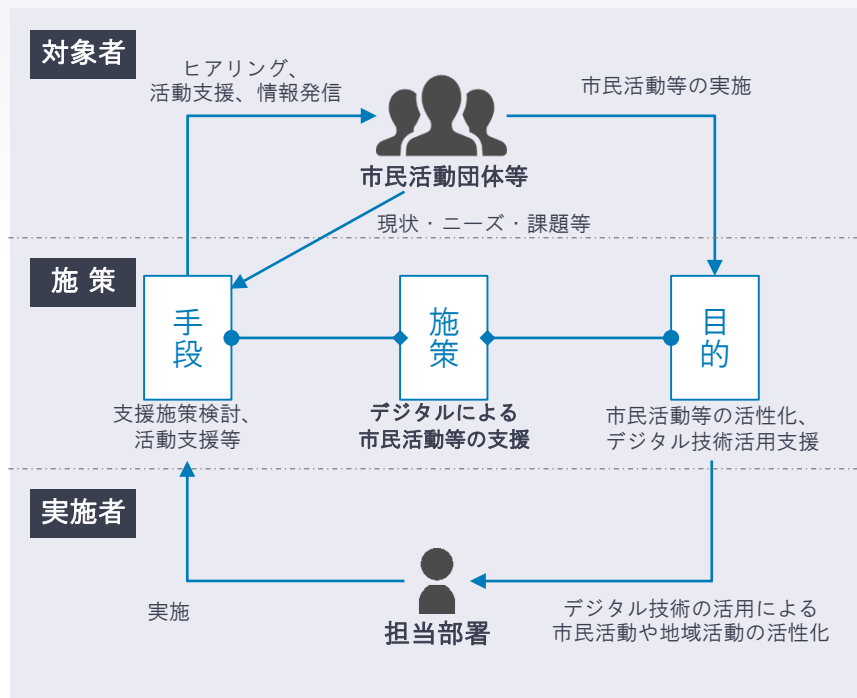 対象者
ヒアリング、
活動支援、情報発信
市民活動等の実施
市民活動団体等
現状・ニーズ・課題等
施策
手段
施策
目的
支援施策検討、
活動支援等
デジタルによる
市民活動等の支援
市民活動等の活性化、
デジタル技術活用支援
実施者
実施
担当部署
デジタル技術の活用による
市民活動や地域活動の活性化